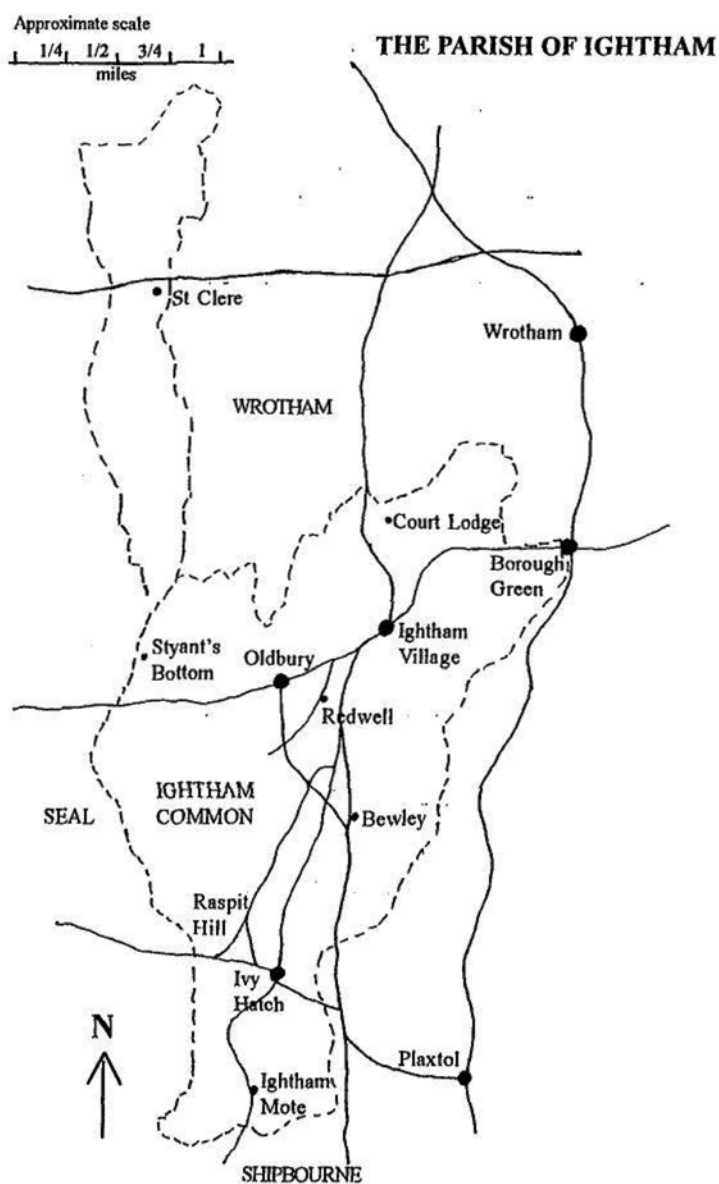 Approximate scale
1/4 1/2 3/4 1
miles
THE PARISH OF IGHTHAM
St Clere
Wrotham
WROTHAM
Court Lodge
Borough
Green
Ightham
Village
Styant's
Bottom
Oldbury
Redwell
SEAL
IGHTHAM
COMMON
Bewley
Raspit
Hill
Ivy
Hatch
N
Plaxtol
Ightham
Mote
SHIPBOURNE